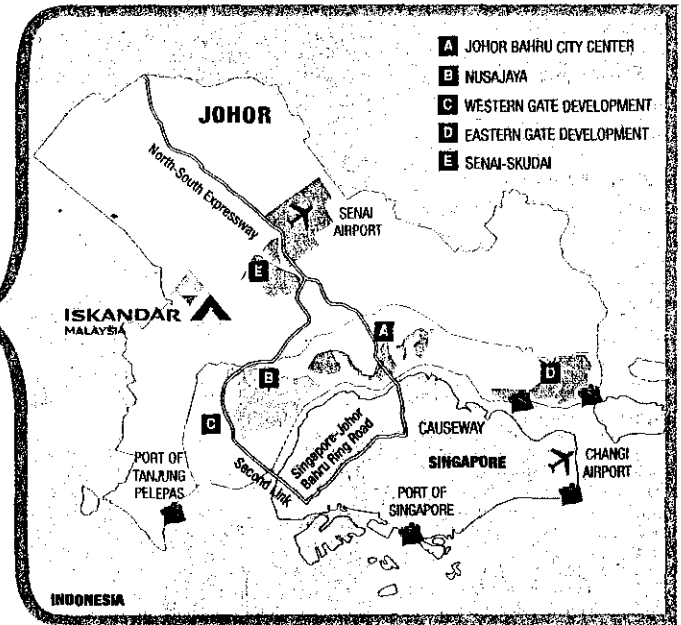 A JOHOR BAHRU CITY CENTER
B NUSAJAYA
C WESTERN GATE DEVELOPMENT
D EASTERN GATE DEVELOPMENT
E SENAI-SKUDAI
JOHOR
North-South Expressway
SENAI
AIRPORT
E
ISKANDAR
MALAYSIA
A
B
D
C
Singapore-Johor
Bahru Ring Road
CAUSEWAY
SINGAPORE
CHANGI
AIRPORT
PORT OF
TANJUNG
PELEPAS
Second Link
PORT OF
SINGAPORE
INDONESIA